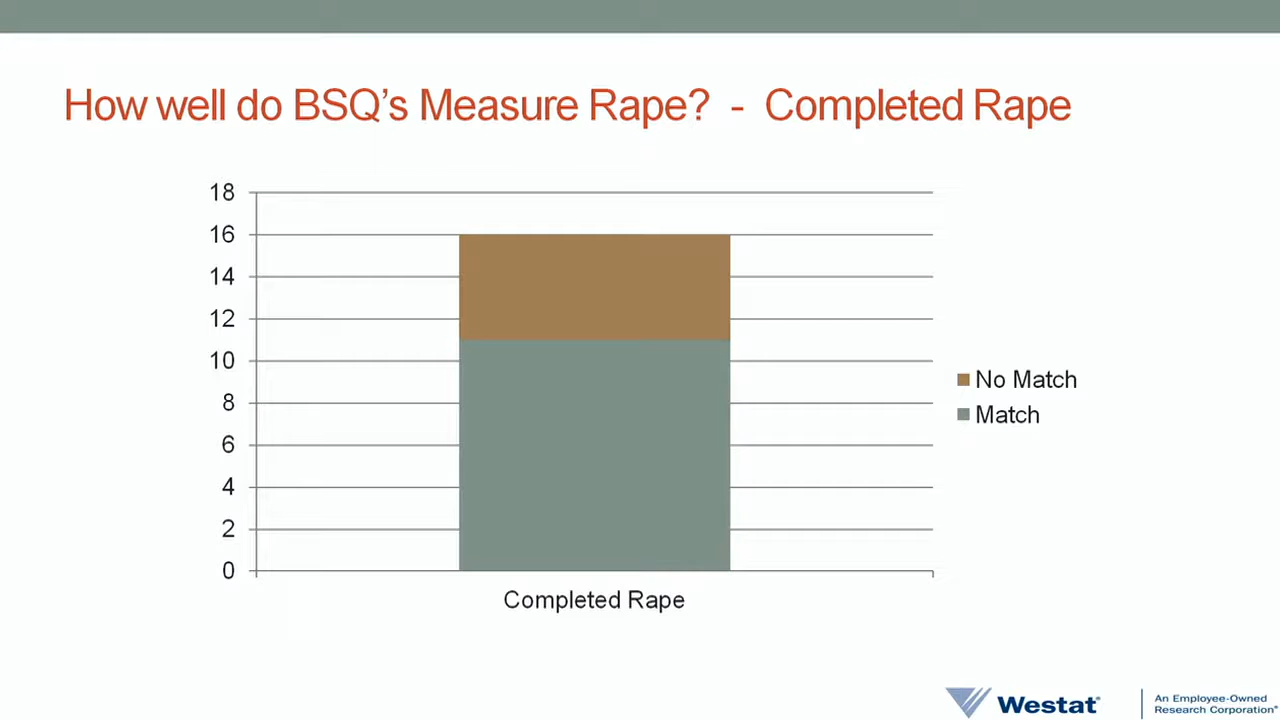 How well do BSQ's Measure Rape? - Completed Rape
18
16
14
12
10
8
6
4
2
0
Completed Rape
No Match
Match
Westat®
An Employee-Owned
Research Corporation®